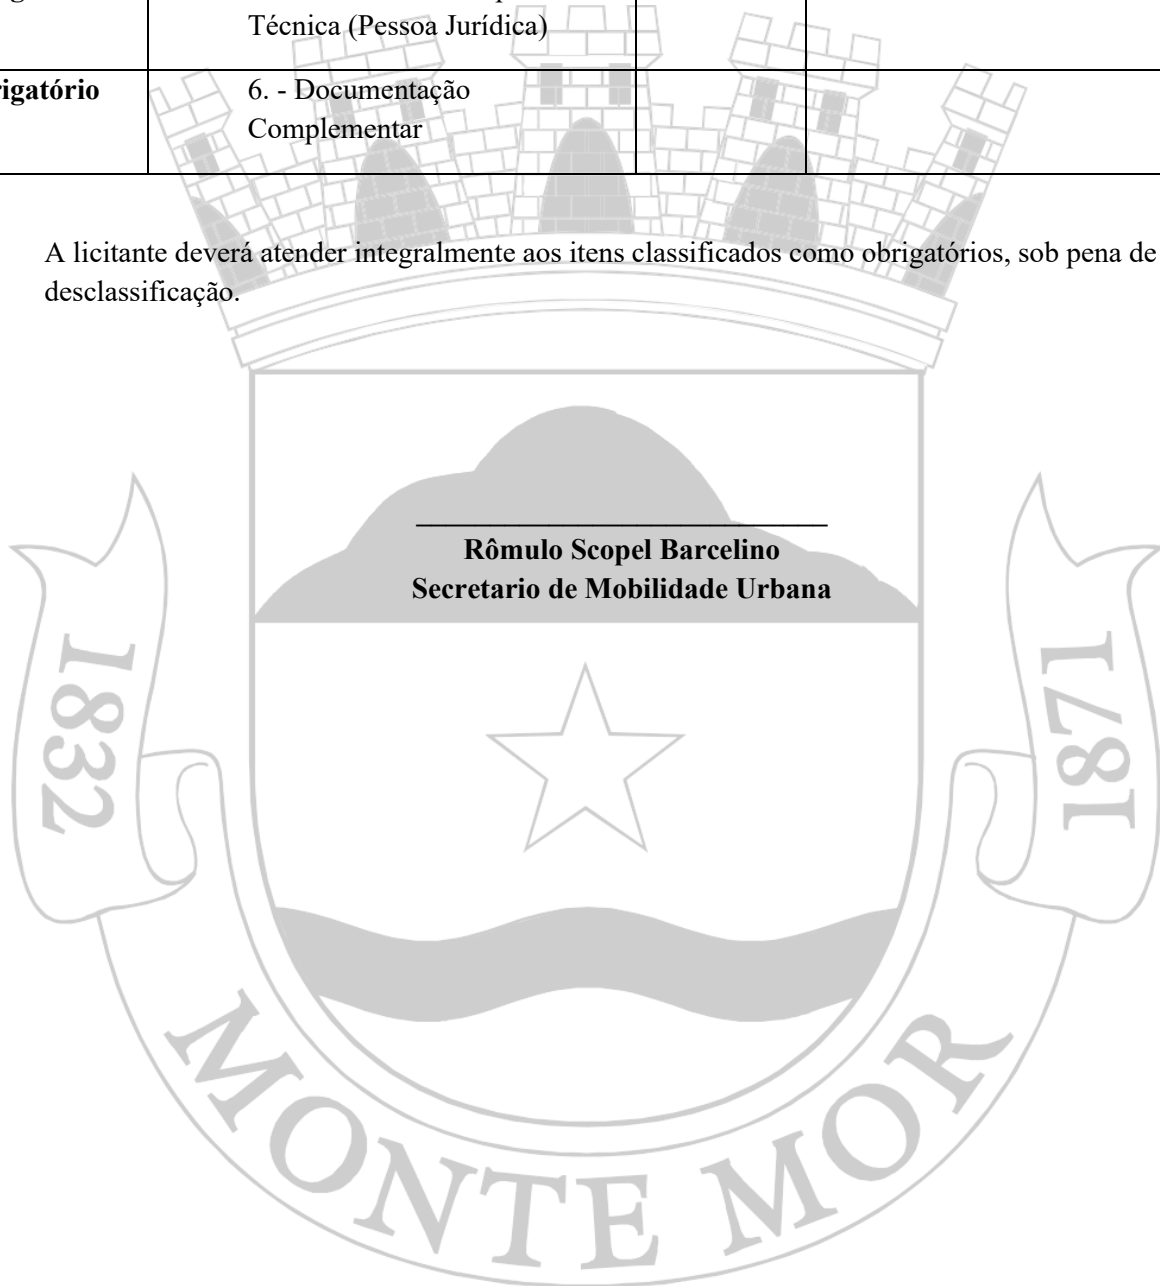 Técnica (Pessoa Jurídica)
rigatório 6. - Documentação
Complementar
A licitante deverá atender integralmente aos itens classificados como obrigatórios, sob pena de
desclassificação.
Rômulo Scopel Barcelino
Secretario de Mobilidade Urbana
1832
1871
MONTE MOR